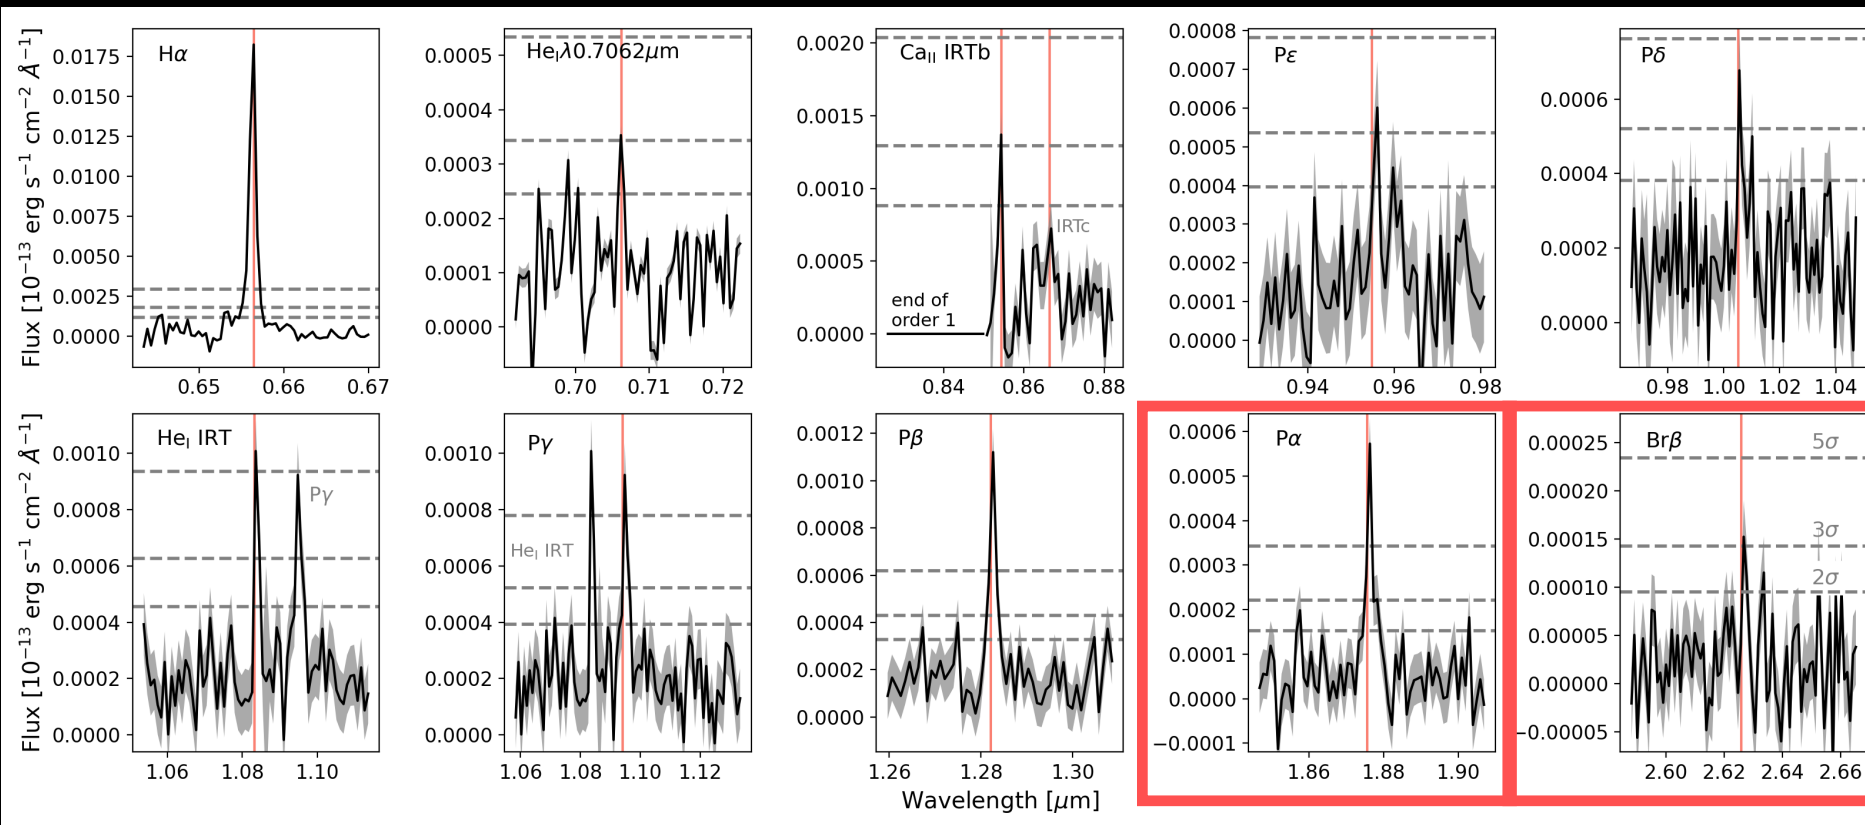 Flux [10⁻¹³ erg s⁻¹ cm⁻² Å⁻¹]
Hα
0.0175
0.0150
0.0125
0.0100
0.0075
0.0050
0.0025
0.0000
0.65 0.66 0.67
HeIλ0.7062μm
0.0005
0.0004
0.0003
0.0002
0.0001
0.0000
0.70 0.71 0.72
CaII IRTb
0.0020
0.0015
0.0010
0.0005
0.0000
IRTc
end of
order 1
0.84 0.86 0.88
Pε
0.0008
0.0007
0.0006
0.0005
0.0004
0.0003
0.0002
0.0001
0.0000
0.94 0.96 0.98
Pδ
0.0006
0.0004
0.0002
0.0000
0.98 1.00 1.02 1.04
Flux [10⁻¹³ erg s⁻¹ cm⁻² Å⁻¹]
HeI IRT
0.0010
0.0008
0.0006
0.0004
0.0002
0.0000
Pγ
1.06 1.08 1.10
Pγ
0.0010
0.0008
0.0006
0.0004
0.0002
0.0000
HeI IRT
1.06 1.08 1.10 1.12
Pβ
0.0012
0.0010
0.0008
0.0006
0.0004
0.0002
0.0000
1.26 1.28 1.30
Pα
0.0006
0.0005
0.0004
0.0003
0.0002
0.0001
0.0000
−0.0001
1.86 1.88 1.90
Brβ
0.00025
0.00020
0.00015
0.00010
0.00005
0.00000
−0.00005
5σ
3σ
2σ
2.60 2.62 2.64 2.66
Wavelength [μm]